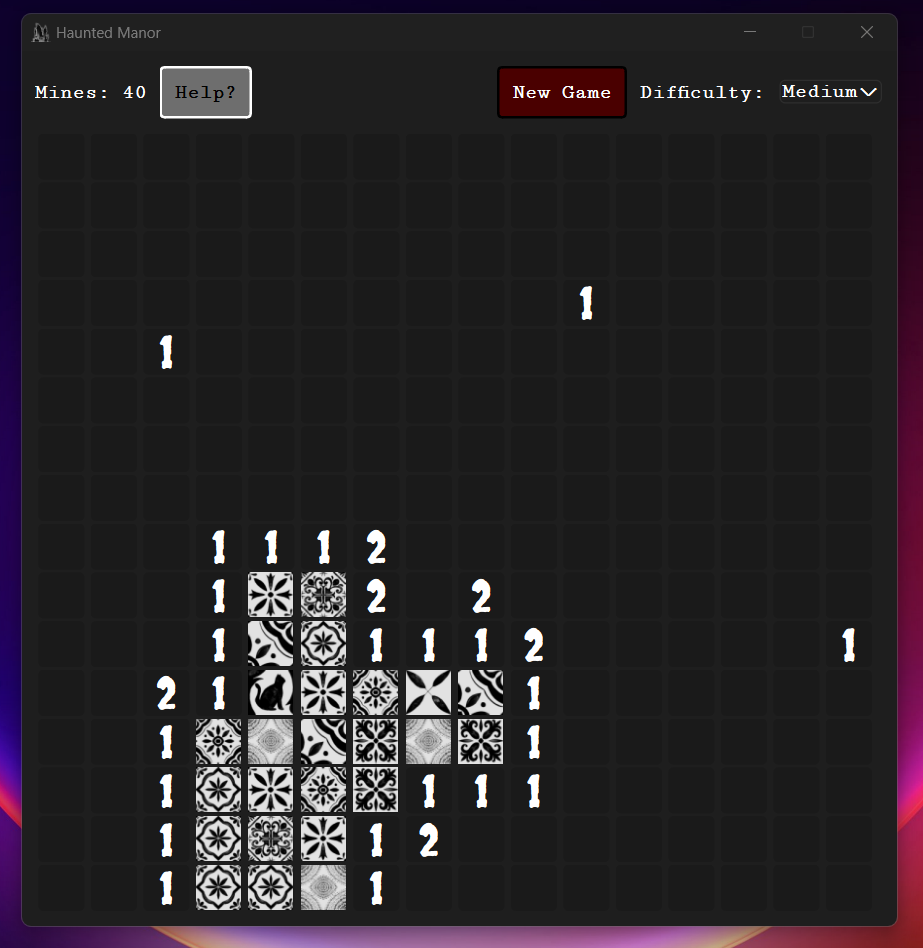 Haunted Manor
Mines: 40 Help? New Game Difficulty: Medium
1
1
1 1 1 2
1 2 2
1 1 1 1 2 1
2 1 1
1 1
1 1 1 1
1 1 2
1 1